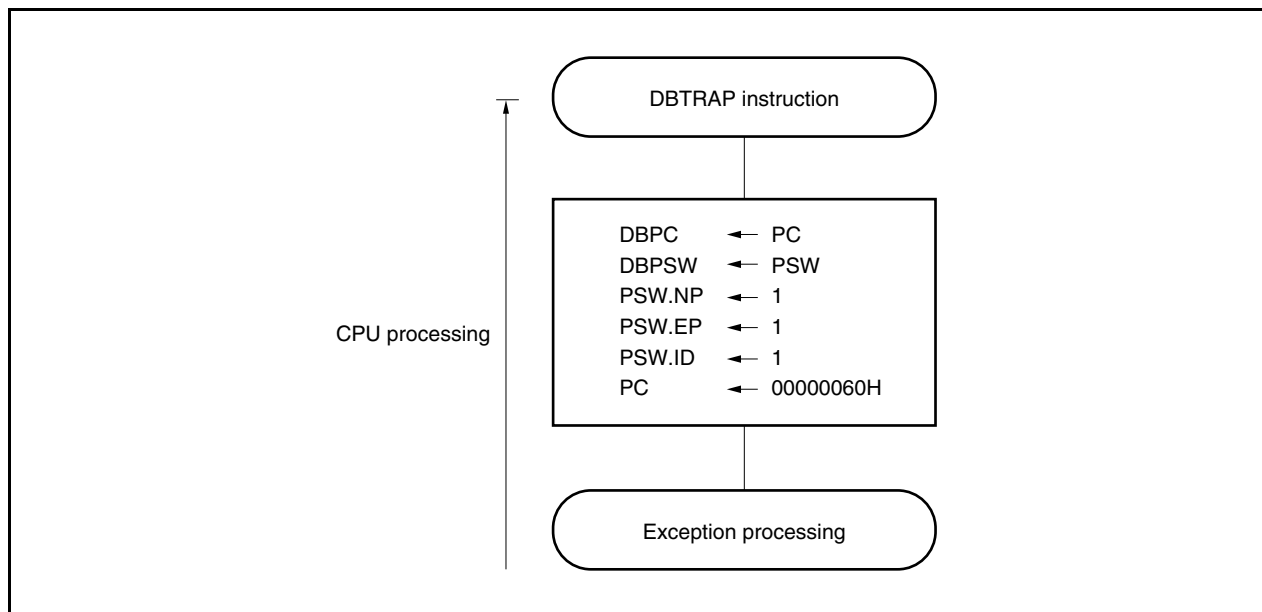 DBTRAP instruction
CPU processing
DBPC ← PC
DBPSW ← PSW
PSW.NP ← 1
PSW.EP ← 1
PSW.ID ← 1
PC ← 00000060H
Exception processing